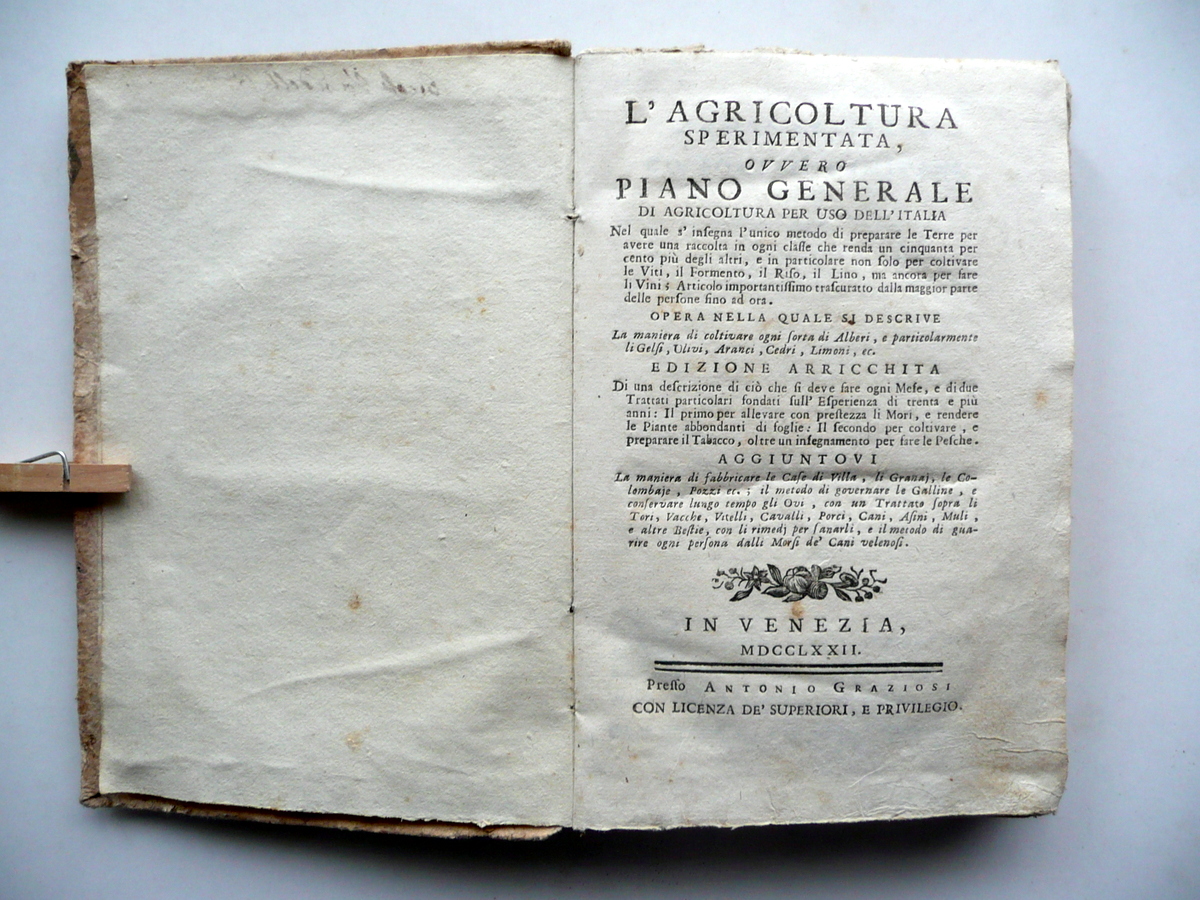 L' AGRICOLTURA
SPERIMENTATA,
OVVERO
PIANO GENERALE
DI AGRICOLTURA PER USO DELL'ITALIA
Nel quale s' inſegna l'unico metodo di preparare le Terre per
avere una raccolta in ogni claſſe che renda un cinquanta per
cento più degli altri, e in particolare non ſolo per coltivare
le Viti, il Formento, il Riſo, il Lino, ma ancora per fare
li Vini; Articolo importantiſſimo traſcuratto dalla maggior parte
delle perſone ſino ad ora.
OPERA NELLA QUALE SI DESCRIVE
La maniera di coltivare ogni ſorta di Alberi, e particolarmente
li Gelſi, Ulivi, Aranci, Cedri, Limoni, ec.
EDIZIONE ARRICCHITA
Di una deſcrizione di ciò che ſi deve fare ogni Meſe, e di due
Trattati particolari fondati ſull' Eſperienza di trenta e più
anni: Il primo per allevare con preſtezza li Mori, e rendere
le Piante abbondanti di foglie: Il ſecondo per coltivare, e
preparare il Tabacco, oltre un inſegnamento per fare le Peſche.
AGGIUNTOVI
La maniera di fabbricare le Caſe di Villa, li Granaj, le Co-
lombaje, Pozzi ec.; il metodo di governare le Galline, e
conſervare lungo tempo gli Ovi, con un Trattato ſopra li
Tori, Vacche, Vitelli, Cavalli, Porci, Cani, Aſini, Muli,
e altre Beſtie, con li rimedj per ſanarli, e il metodo di gua-
rire ogni perſona dalli Morſi de' Cani velenoſi.
IN VENEZIA,
MDCCLXXII.
Preſſo ANTONIO GRAZIOSI
CON LICENZA DE' SUPERIORI, E PRIVILEGIO.